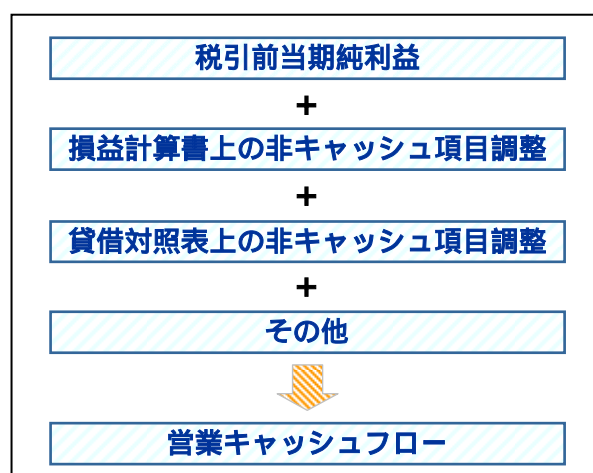 税引前当期純利益
+
損益計算書上の非キャッシュ項目調整
+
貸借対照表上の非キャッシュ項目調整
+
その他
営業キャッシュフロー